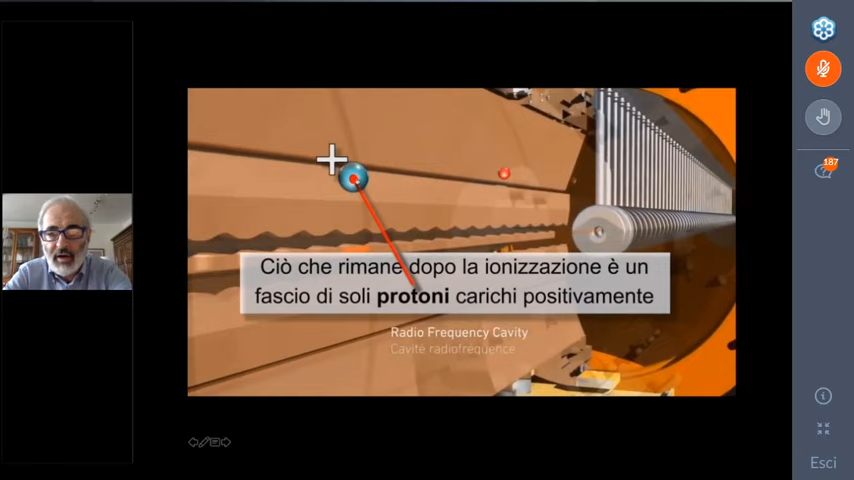 187
Ciò che rimane dopo la ionizzazione è un
fascio di soli protoni carichi positivamente
Radio Frequency Cavity
Cavité radiofréquence
Esci